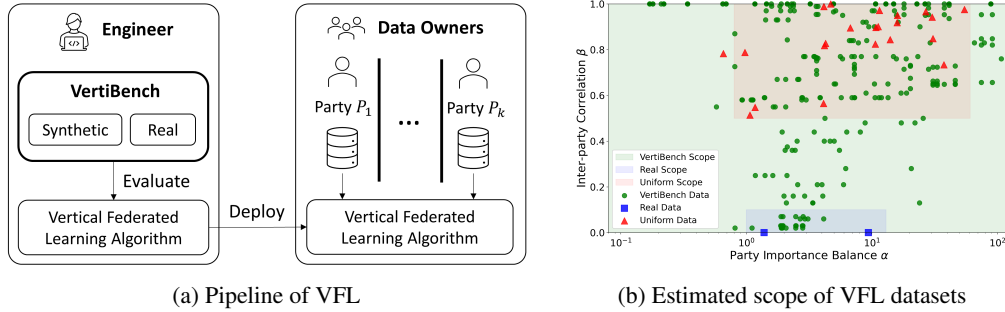 Engineer
VertiBench
Synthetic
Real
Evaluate
Vertical Federated
Learning Algorithm
Deploy
Data Owners
Party P₁
...
Party Pₖ
Vertical Federated
Learning Algorithm
(a) Pipeline of VFL
Inter-party Correlation β
1.0
0.8
0.6
0.4
0.2
0.0
VertiBench Scope
Real Scope
Uniform Scope
VertiBench Data
Real Data
Uniform Data
10⁻¹
10⁰
10¹
10²
Party Importance Balance α
(b) Estimated scope of VFL datasets